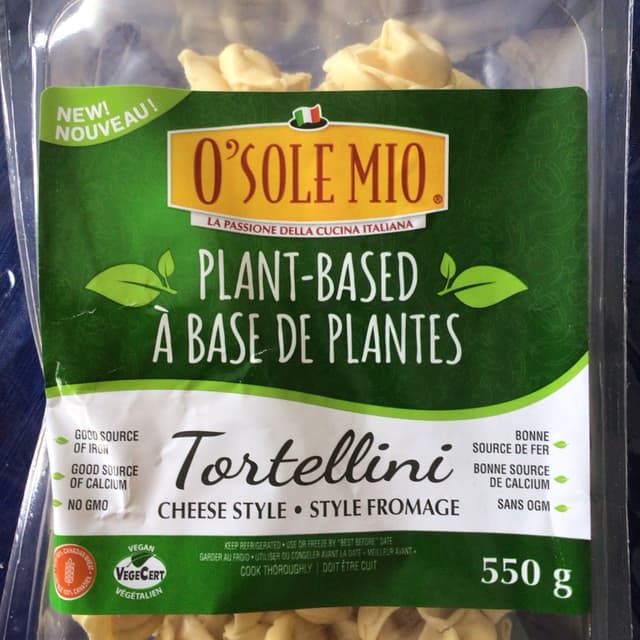 NEW!
NOUVEAU!
O'SOLE MIO®
LA PASSIONE DELLA CUCINA ITALIANA
PLANT-BASED
À BASE DE PLANTES
GOOD SOURCE
OF IRON
GOOD SOURCE
OF CALCIUM
NO GMO
Tortellini
CHEESE STYLE • STYLE FROMAGE
BONNE
SOURCE DE FER
BONNE SOURCE
DE CALCIUM
SANS OGM
KEEP REFRIGERATED • USE OR FREEZE BY "BEST BEFORE" DATE
GARDER AU FROID • UTILISER OU CONGELER AVANT LA DATE « MEILLEUR AVANT »
COOK THOROUGHLY | DOIT ÊTRE CUIT
100% CANADIAN WHEAT
VEGAN
VEGECERT
VÉGÉTALIEN
550 g